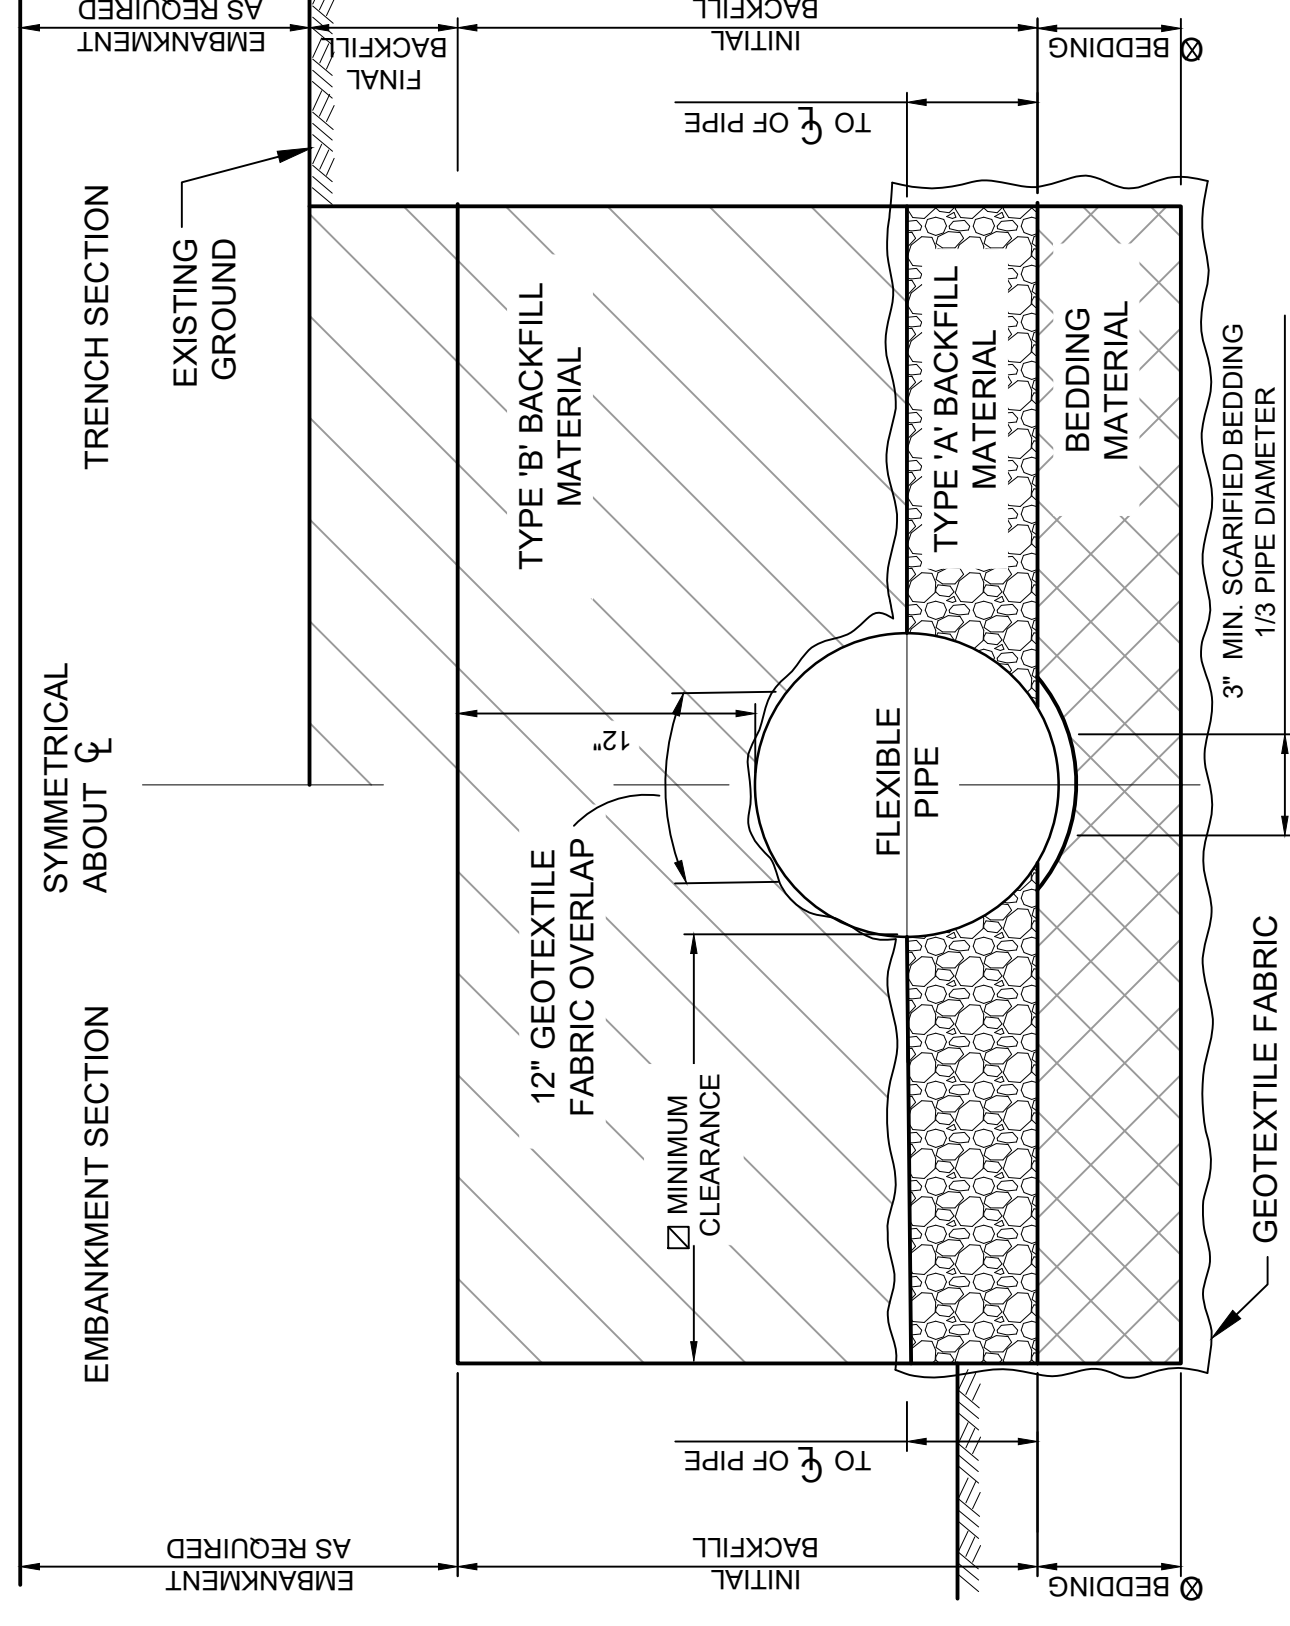 EMBANKMENT
AS REQUIRED
FINAL
BACKFILL
INITIAL
BACKFILL
BEDDING
TO ℄ OF PIPE
TRENCH SECTION
EXISTING
GROUND
SYMMETRICAL
ABOUT ℄
EMBANKMENT SECTION
TYPE 'B' BACKFILL
MATERIAL
TYPE 'A' BACKFILL
MATERIAL
BEDDING
MATERIAL
3" MIN. SCARIFIED BEDDING
1/3 PIPE DIAMETER
12"
FLEXIBLE
PIPE
12" GEOTEXTILE
FABRIC OVERLAP
MINIMUM
CLEARANCE
GEOTEXTILE FABRIC
TO ℄ OF PIPE
EMBANKMENT
AS REQUIRED
INITIAL
BACKFILL
BEDDING